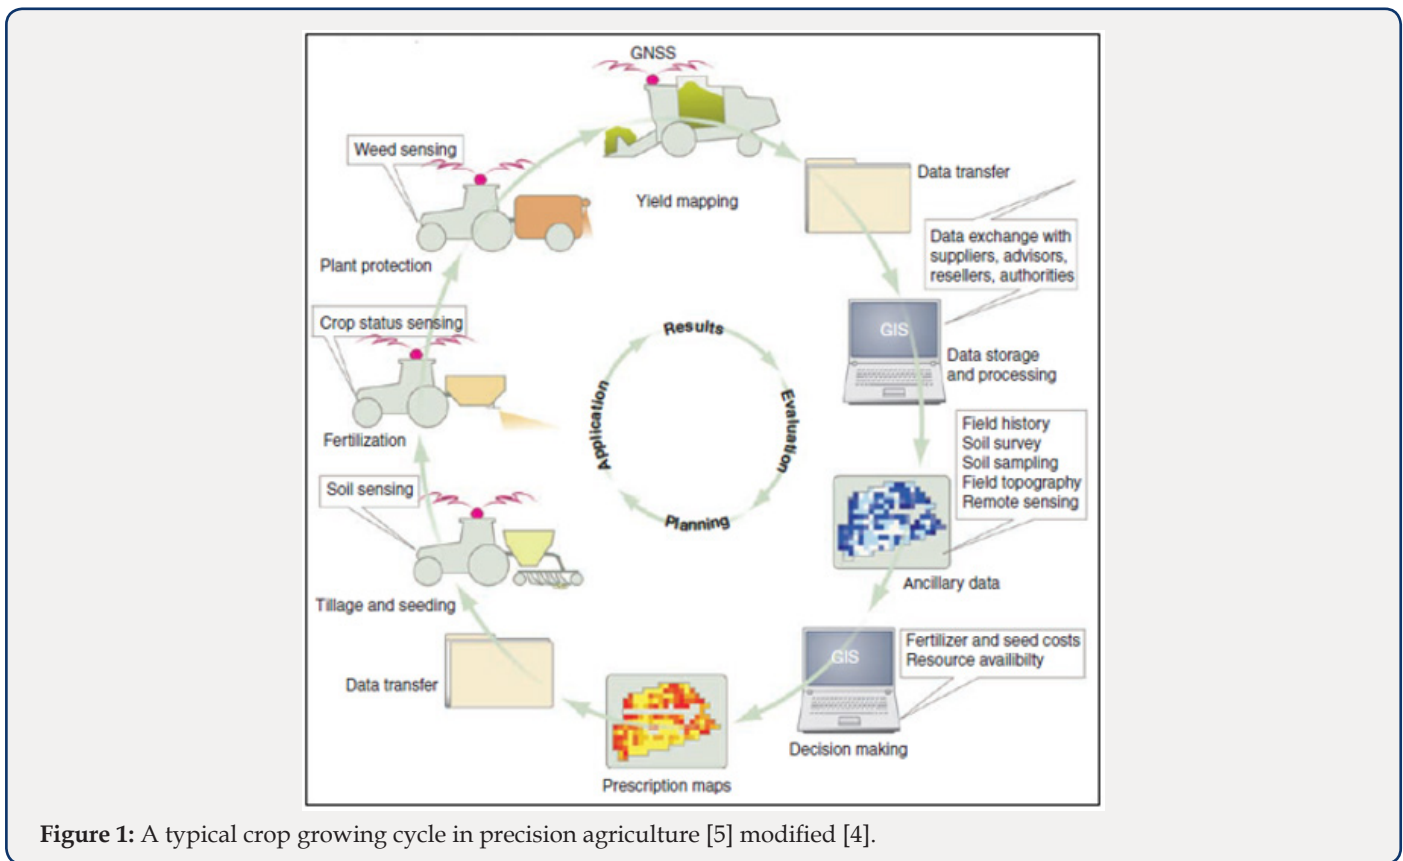 GNSS
Weed sensing
Yield mapping
Data transfer
Data exchange with
suppliers, advisors,
resellers, authorities
Plant protection
Crop status sensing
Results
GIS
Data storage
and processing
Evaluation
Application
Fertilization
Field history
Soil survey
Soil sampling
Field topography
Remote sensing
Soil sensing
Planning
Ancillary data
Tillage and seeding
Fertilizer and seed costs
Resource availibilty
GIS
Data transfer
Decision making
Prescription maps
Figure 1: A typical crop growing cycle in precision agriculture [5] modified [4].